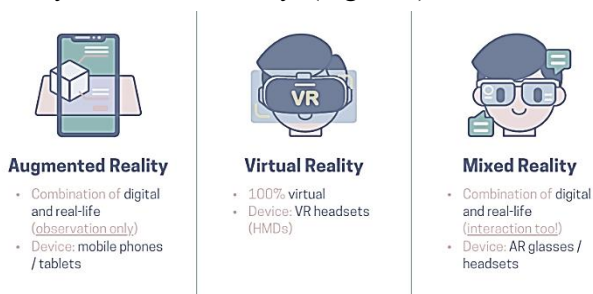 VR
Augmented Reality
• Combination of digital
and real-life
(observation only)
• Device: mobile phones
/ tablets
Virtual Reality
• 100% virtual
• Device: VR headsets
(HMDs)
Mixed Reality
• Combination of digital
and real-life
(interaction too!)
• Device: AR glasses /
headsets